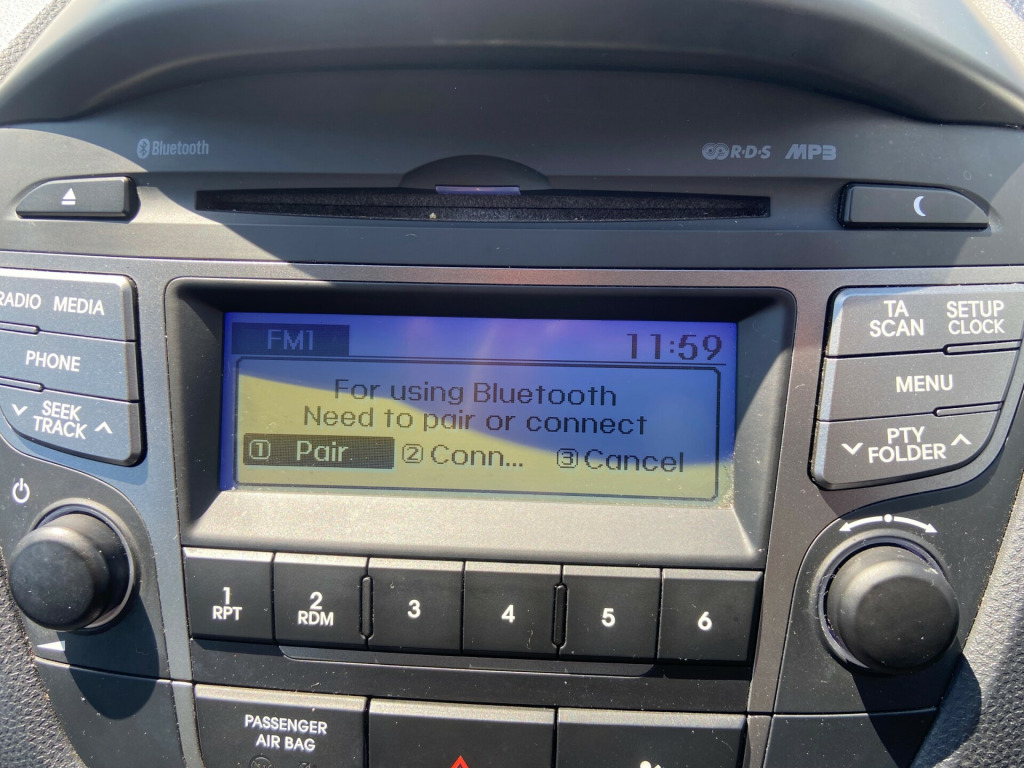 Bluetooth
R·D·S MP3
RADIO MEDIA
PHONE
SEEK
TRACK
FM1 11:59
For using Bluetooth
Need to pair or connect
① Pair ② Conn... ③ Cancel
TA
SCAN
SETUP
CLOCK
MENU
PTY
FOLDER
1
RPT
2
RDM
3
4
5
6
PASSENGER
AIR BAG